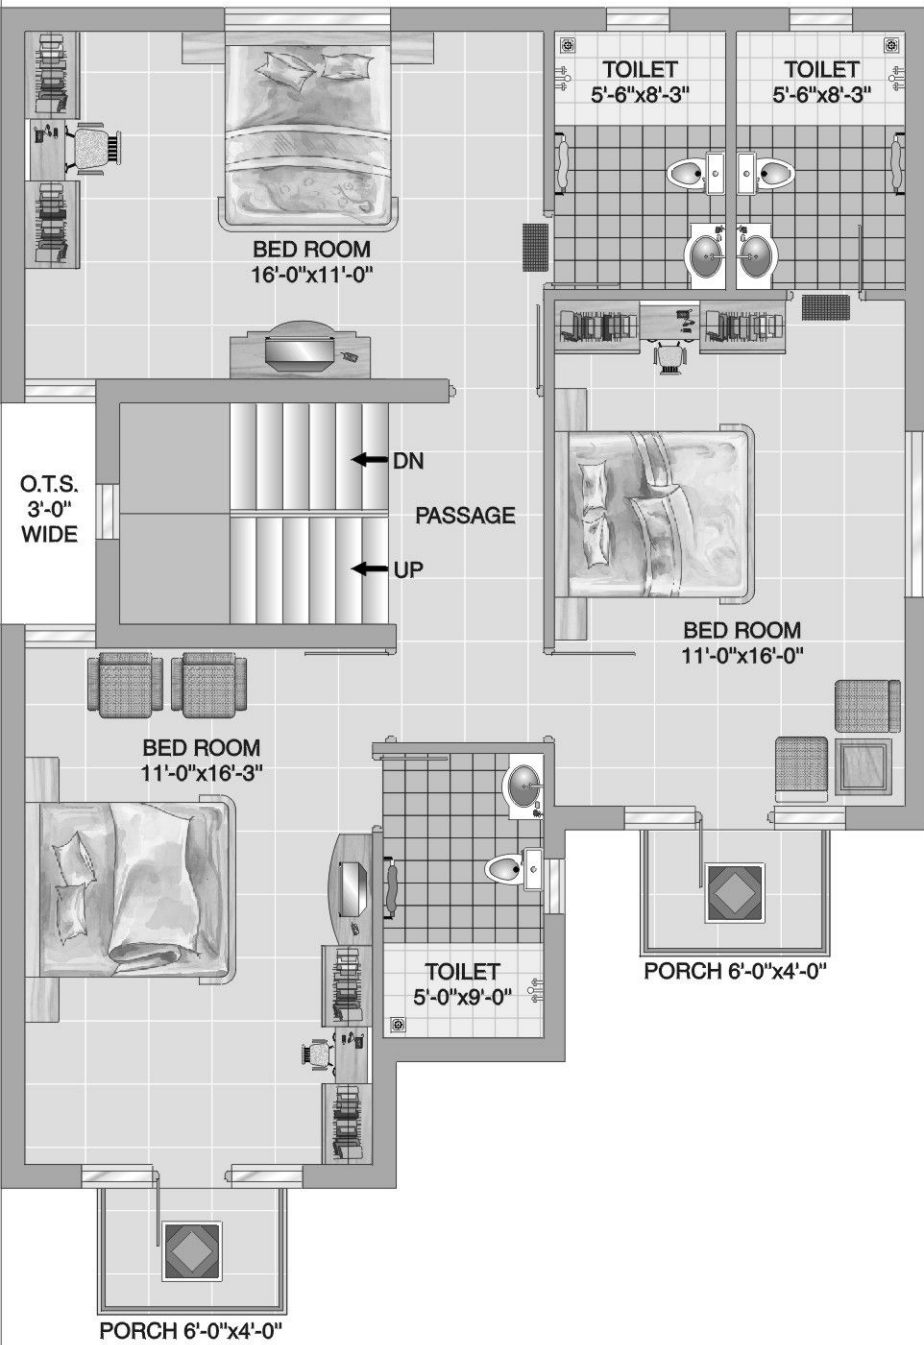 TOILET
5'-6"x8'-3"
TOILET
5'-6"x8'-3"
BED ROOM
16'-0"x11'-0"
O.T.S.
3'-0"
WIDE
DN
PASSAGE
UP
BED ROOM
11'-0"x16'-0"
BED ROOM
11'-0"x16'-3"
TOILET
5'-0"x9'-0"
PORCH 6'-0"x4'-0"
PORCH 6'-0"x4'-0"